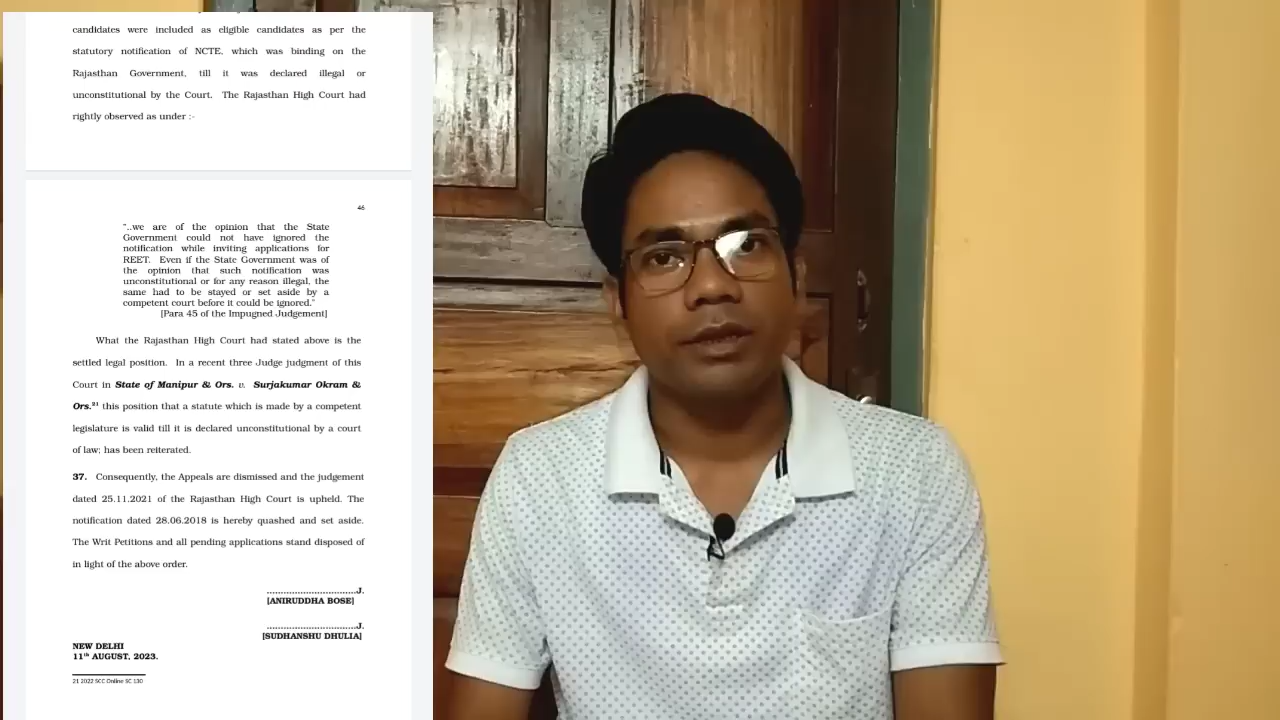 candidates were included as eligible candidates as per the
statutory notification of NCTE, which was binding on the
Rajasthan Government, till it was declared illegal or
unconstitutional by the Court. The Rajasthan High Court had
rightly observed as under :-
46
"..we are of the opinion that the State
Government could not have ignored the
notification while inviting applications for
REET. Even if the State Government was of
the opinion that such notification was
unconstitutional or for any reason illegal, the
same had to be stayed or set aside by a
competent court before it could be ignored."
[Para 45 of the Impugned Judgement]
What the Rajasthan High Court had stated above is the
settled legal position. In a recent three Judge judgment of this
Court in State of Manipur & Ors. v. Surjakumar Okram &
Ors.21 this position that a statute which is made by a competent
legislature is valid till it is declared unconstitutional by a court
of law; has been reiterated.
37. Consequently, the Appeals are dismissed and the judgement
dated 25.11.2021 of the Rajasthan High Court is upheld. The
notification dated 28.06.2018 is hereby quashed and set aside.
The Writ Petitions and all pending applications stand disposed of
in light of the above order.
................................J.
[ANIRUDDHA BOSE]
................................J.
[SUDHANSHU DHULIA]
NEW DELHI
11th AUGUST, 2023.
21 2022 SCC Online SC 130